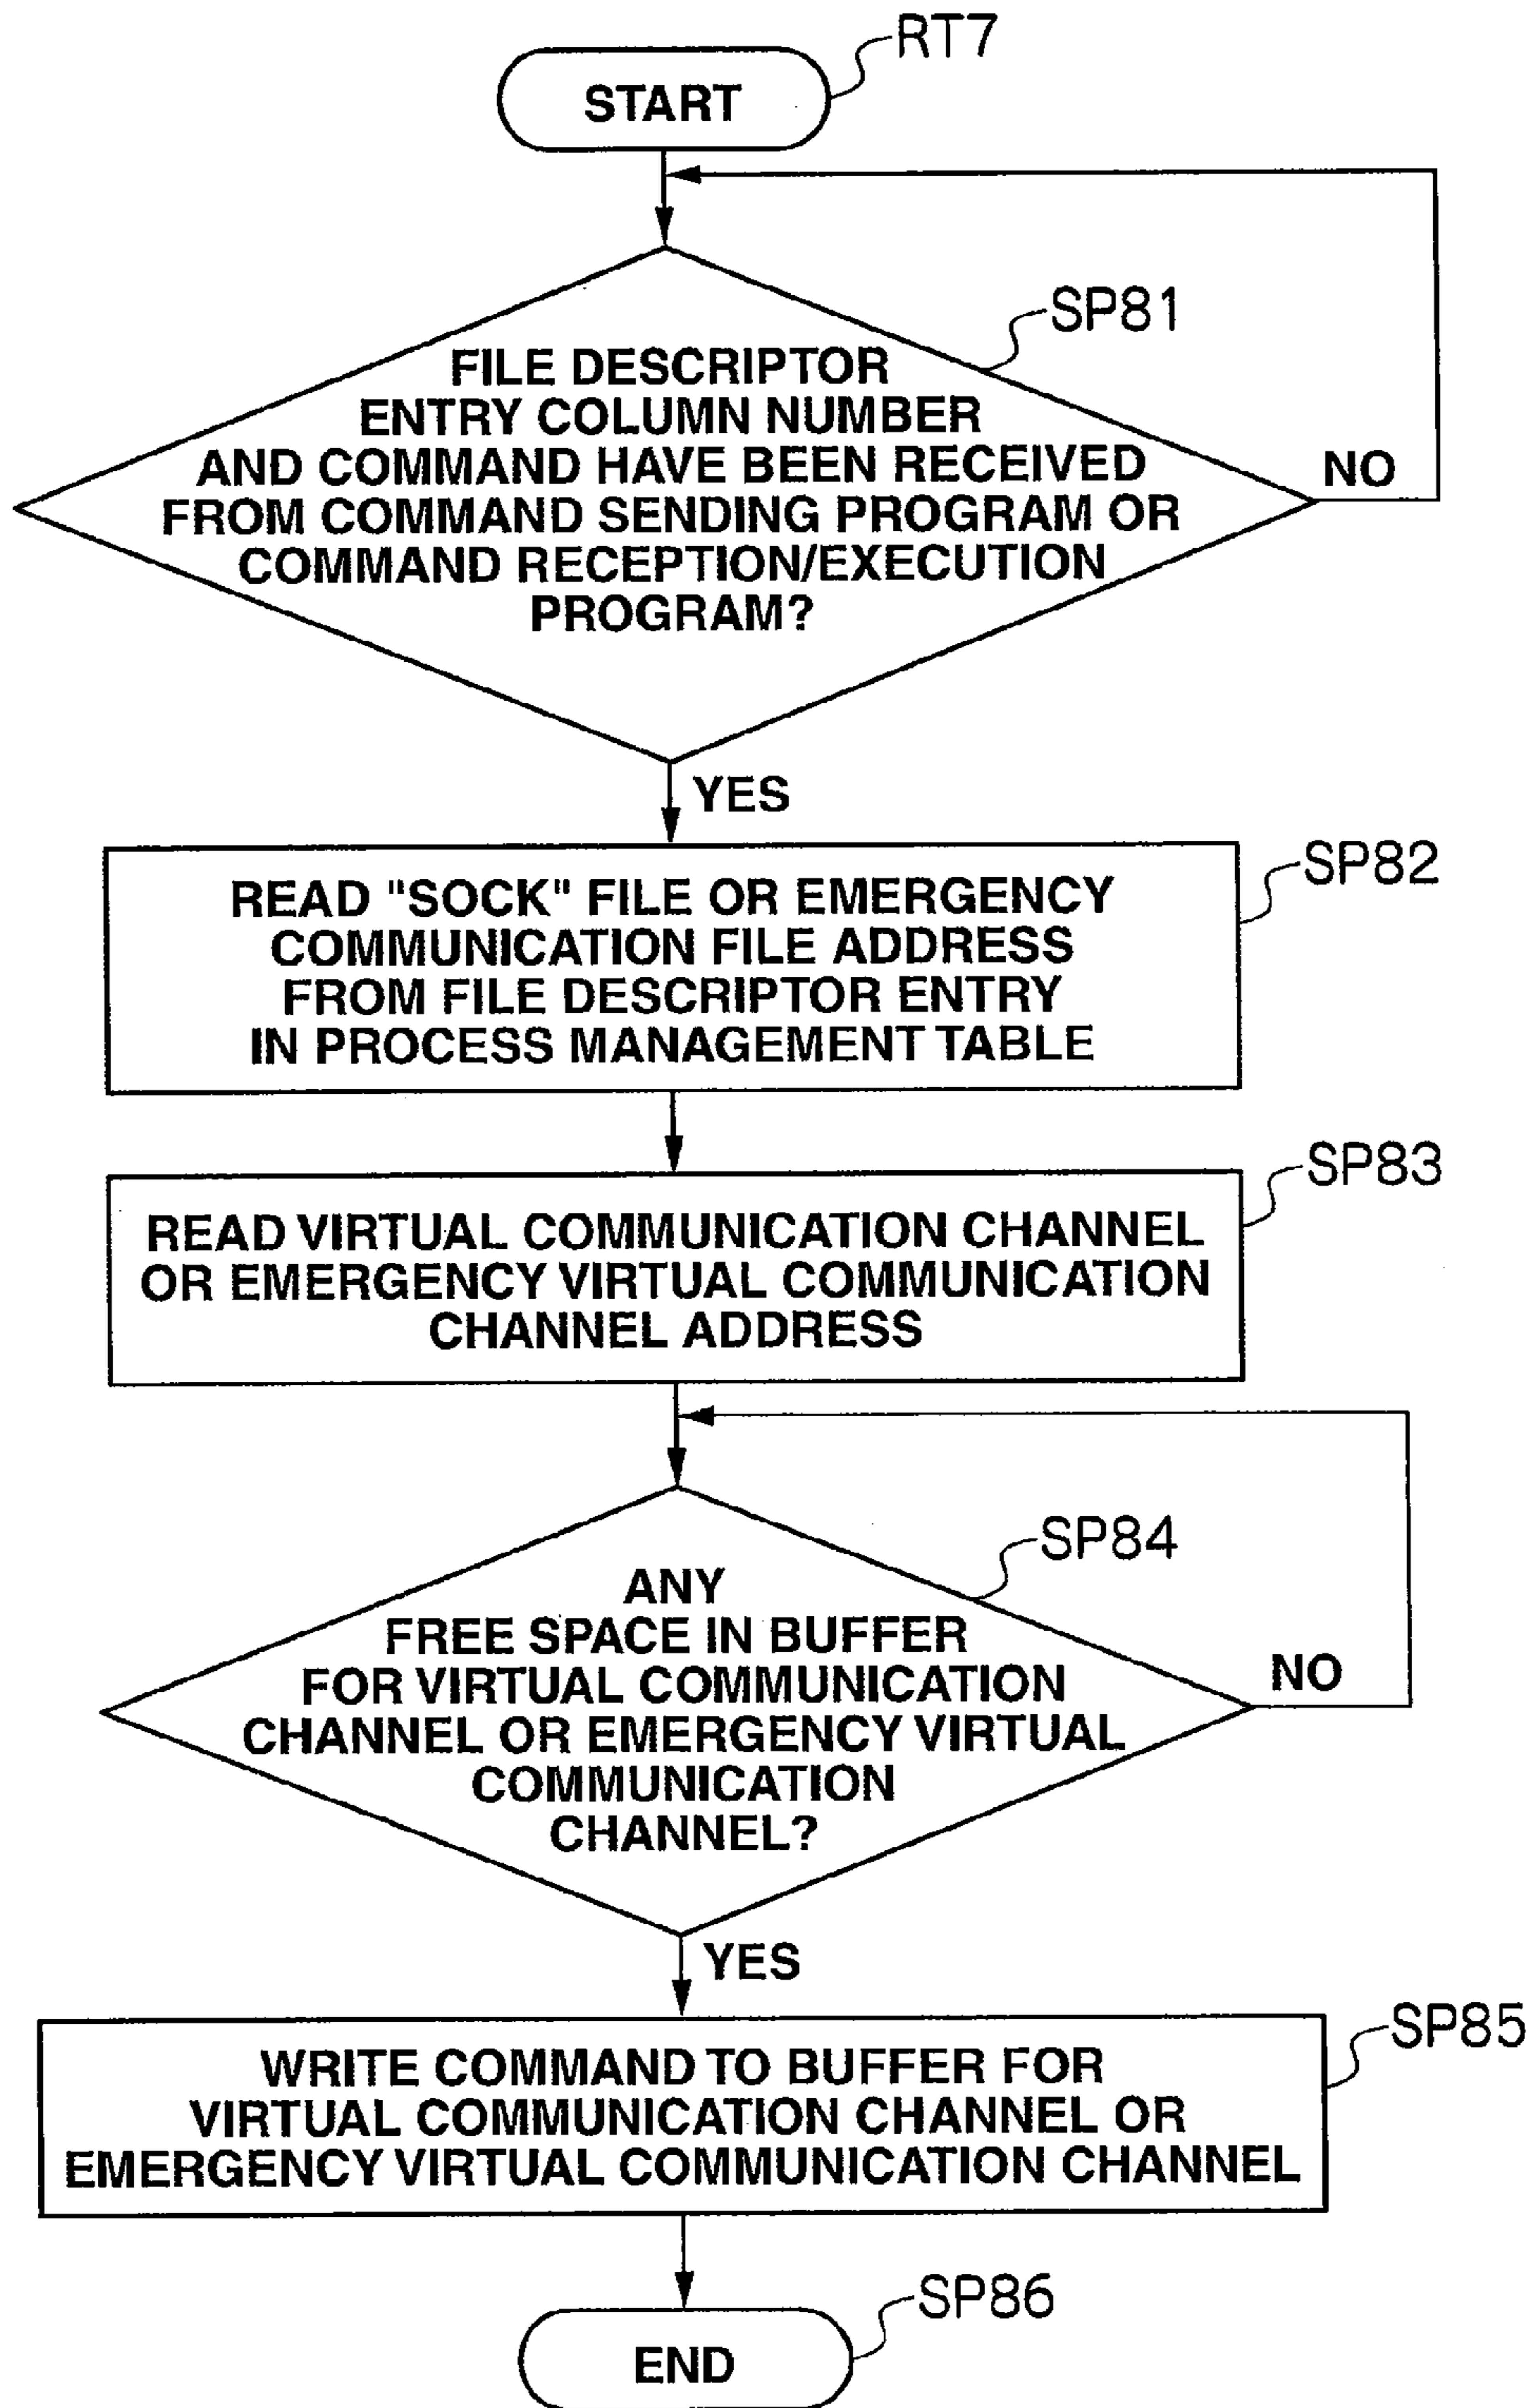 RT7
START
SP81
FILE DESCRIPTOR
ENTRY COLUMN NUMBER
AND COMMAND HAVE BEEN RECEIVED
FROM COMMAND SENDING PROGRAM OR
COMMAND RECEPTION/EXECUTION
PROGRAM?
NO
YES
SP82
READ "SOCK" FILE OR EMERGENCY
COMMUNICATION FILE ADDRESS
FROM FILE DESCRIPTOR ENTRY
IN PROCESS MANAGEMENT TABLE
SP83
READ VIRTUAL COMMUNICATION CHANNEL
OR EMERGENCY VIRTUAL COMMUNICATION
CHANNEL ADDRESS
SP84
ANY
FREE SPACE IN BUFFER
FOR VIRTUAL COMMUNICATION
CHANNEL OR EMERGENCY VIRTUAL
COMMUNICATION
CHANNEL?
NO
YES
SP85
WRITE COMMAND TO BUFFER FOR
VIRTUAL COMMUNICATION CHANNEL OR
EMERGENCY VIRTUAL COMMUNICATION CHANNEL
SP86
END